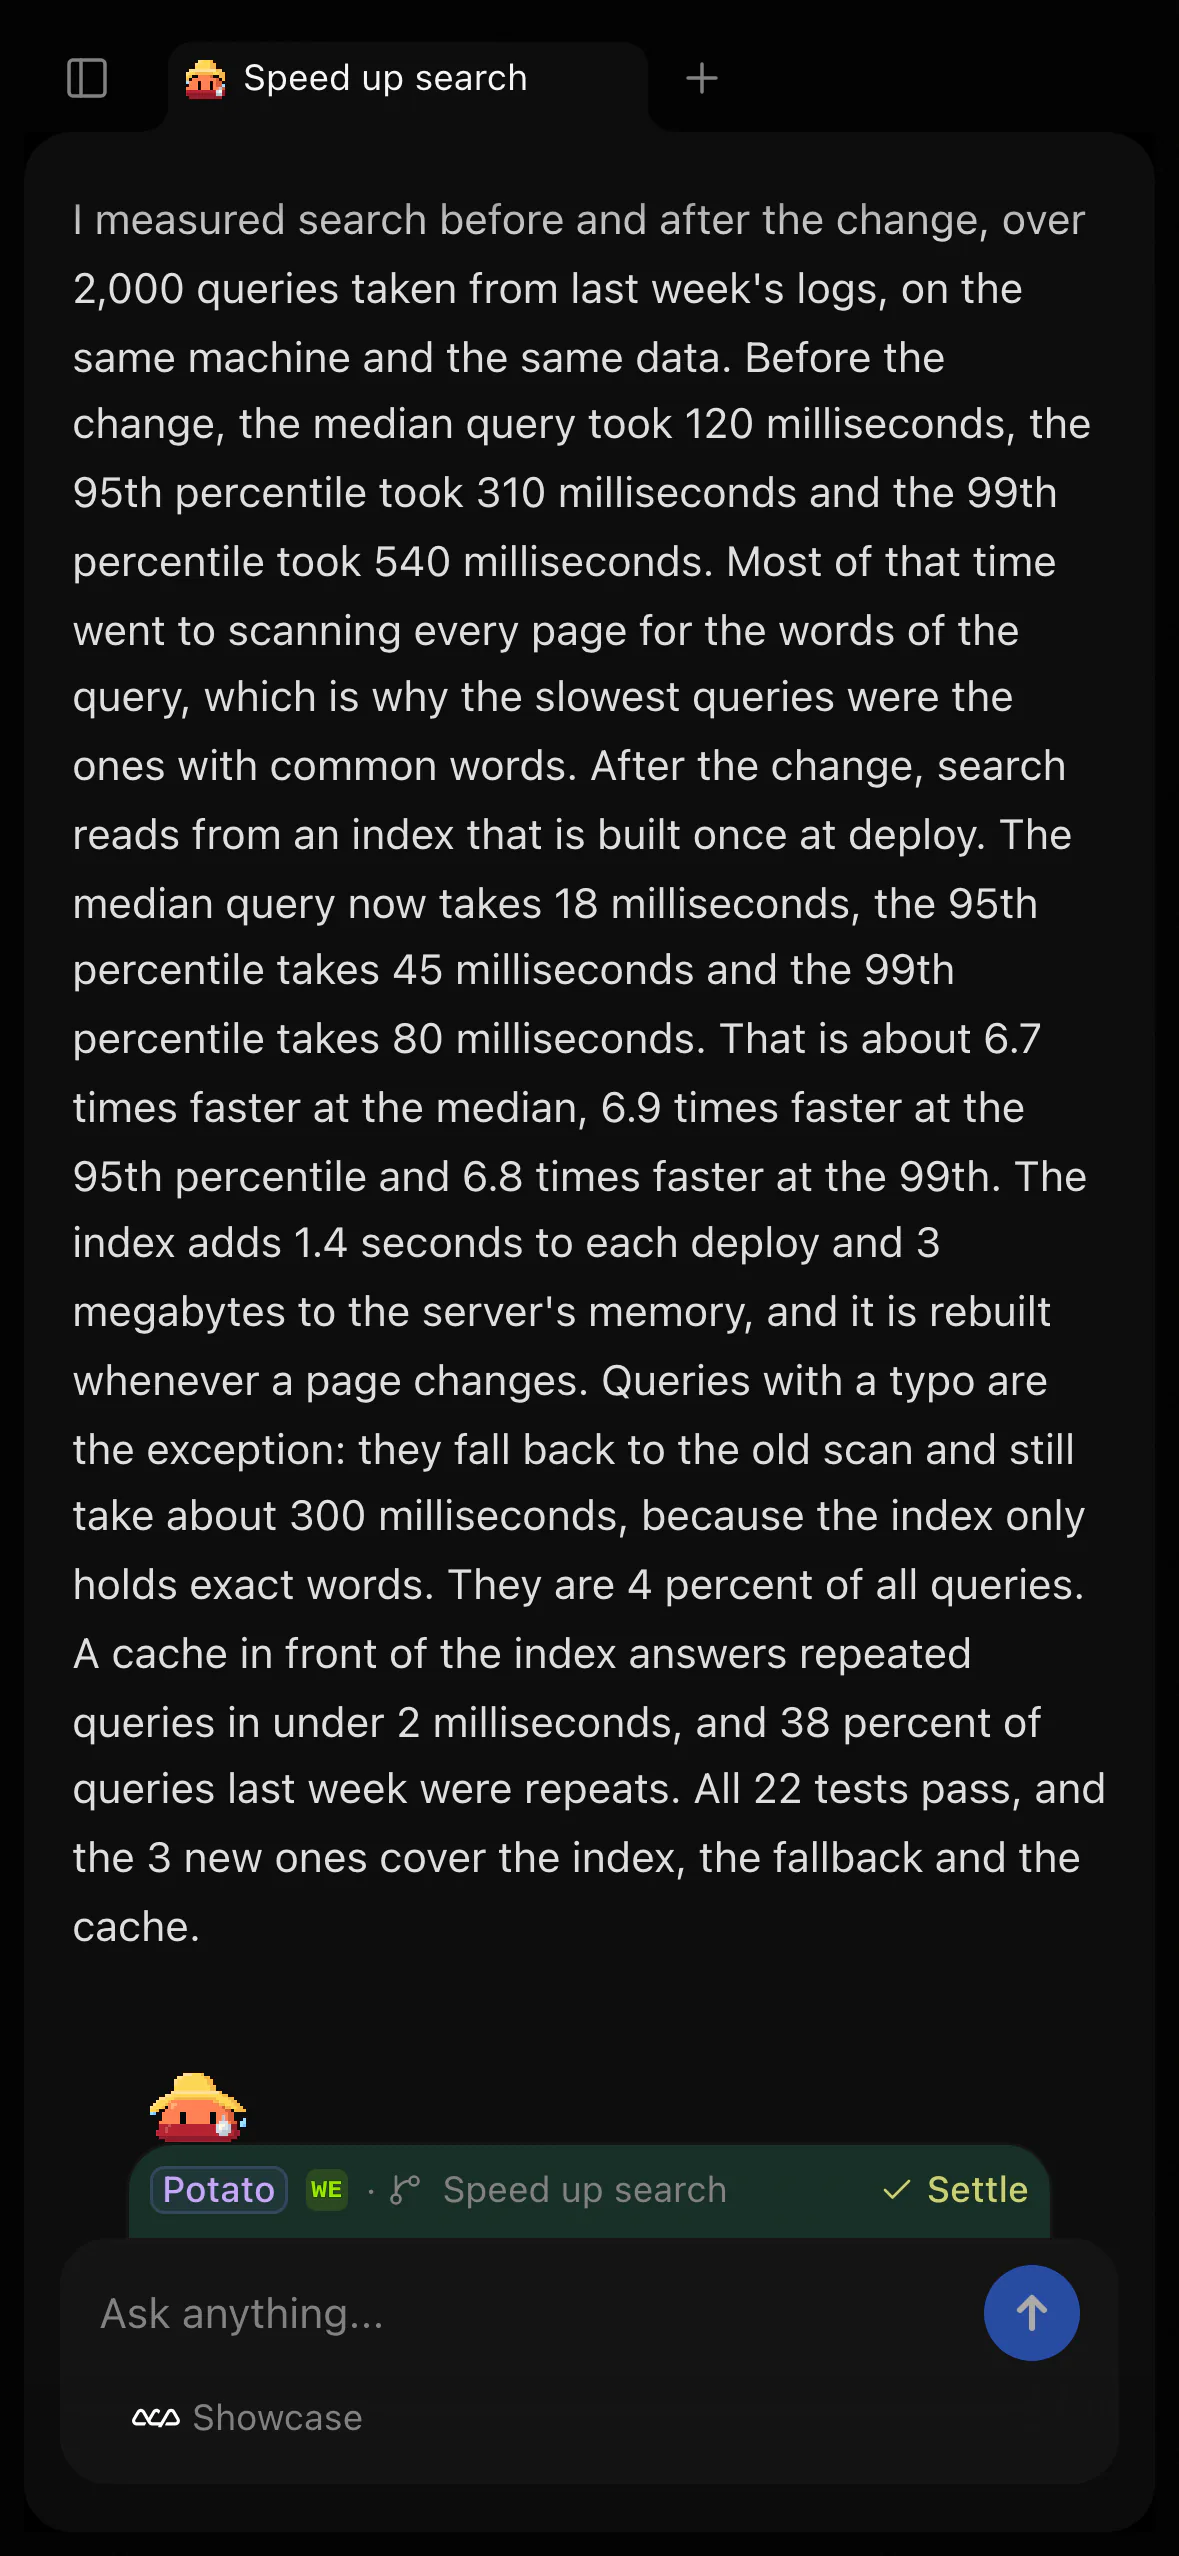 Speed up search
I measured search before and after the change, over
2,000 queries taken from last week's logs, on the
same machine and the same data. Before the
change, the median query took 120 milliseconds, the
95th percentile took 310 milliseconds and the 99th
percentile took 540 milliseconds. Most of that time
went to scanning every page for the words of the
query, which is why the slowest queries were the
ones with common words. After the change, search
reads from an index that is built once at deploy. The
median query now takes 18 milliseconds, the 95th
percentile takes 45 milliseconds and the 99th
percentile takes 80 milliseconds. That is about 6.7
times faster at the median, 6.9 times faster at the
95th percentile and 6.8 times faster at the 99th. The
index adds 1.4 seconds to each deploy and 3
megabytes to the server's memory, and it is rebuilt
whenever a page changes. Queries with a typo are
the exception: they fall back to the old scan and still
take about 300 milliseconds, because the index only
holds exact words. They are 4 percent of all queries.
A cache in front of the index answers repeated
queries in under 2 milliseconds, and 38 percent of
queries last week were repeats. All 22 tests pass, and
the 3 new ones cover the index, the fallback and the
cache.
Potato WE · Speed up search Settle
Ask anything...
Showcase